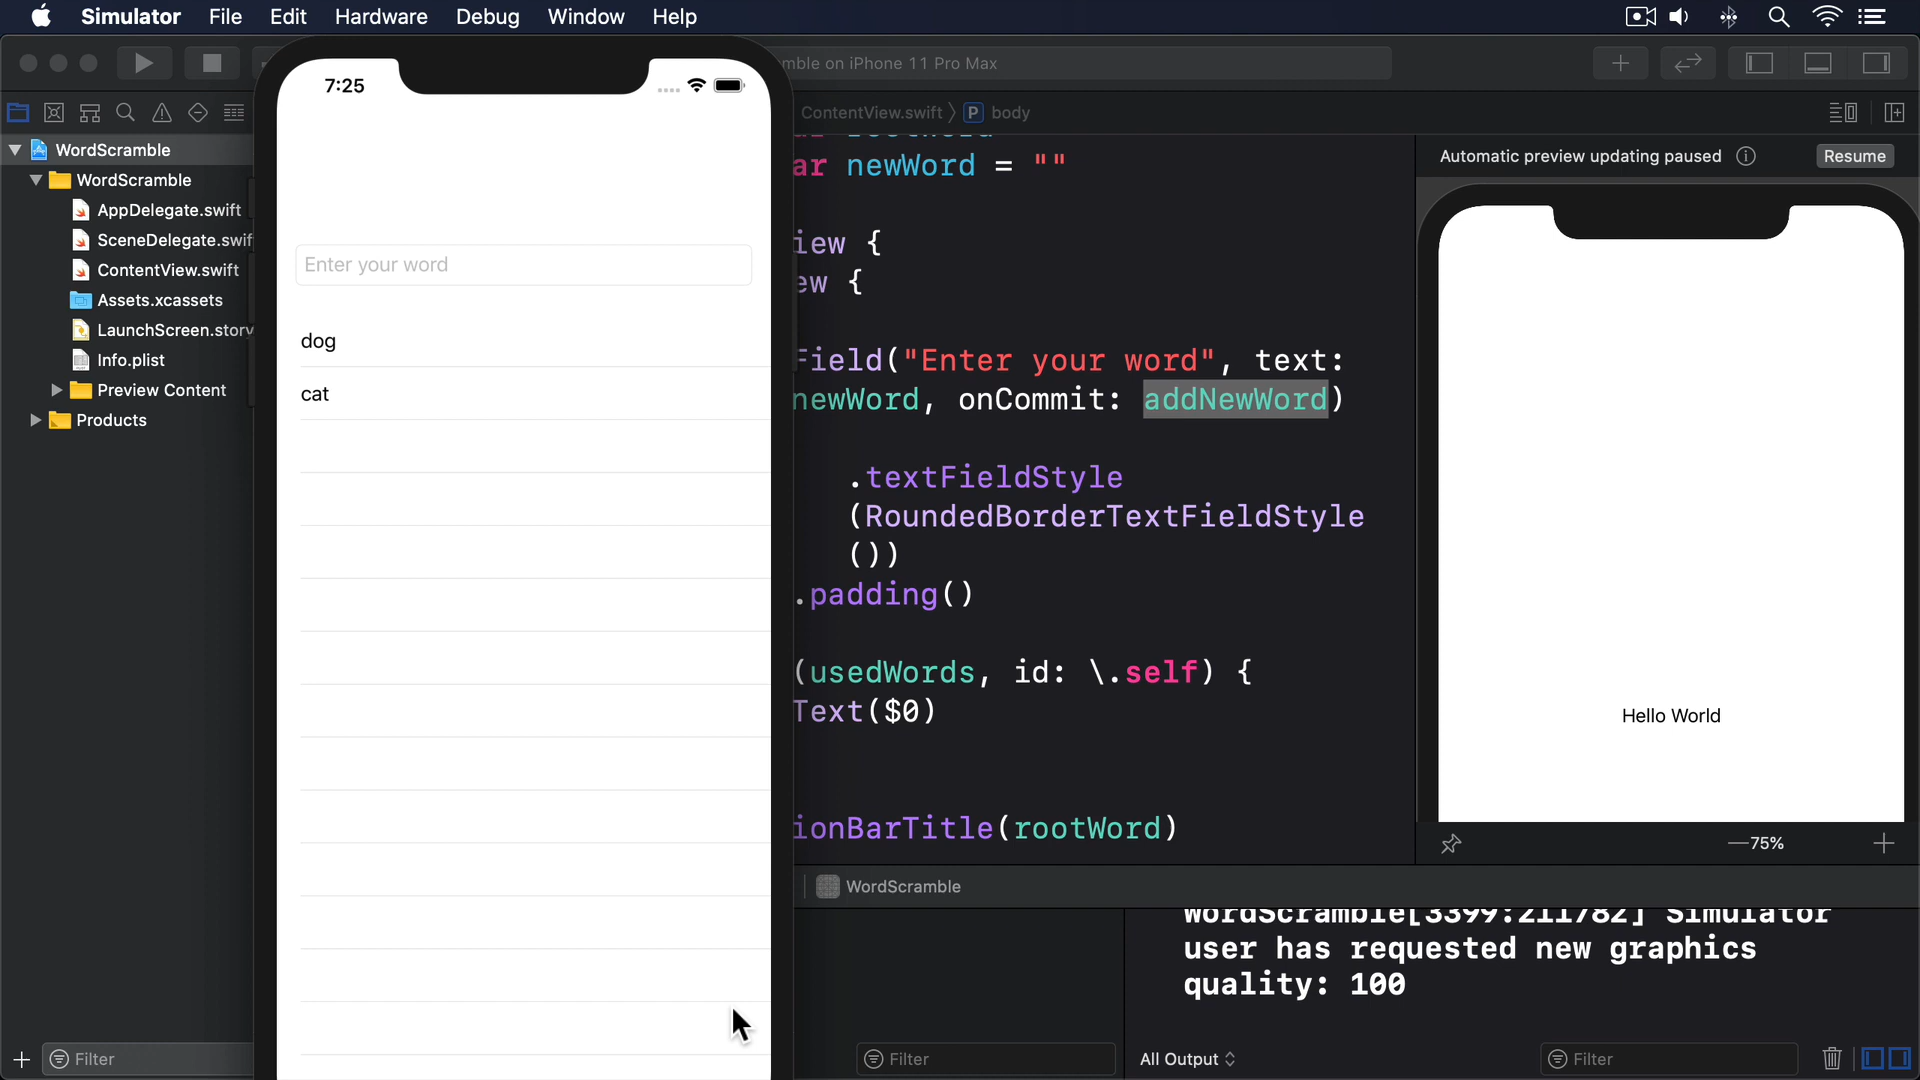 Simulator File Edit Hardware Debug Window Help
mble on iPhone 11 Pro Max
7:25
ContentView.swift P body
WordScramble
WordScramble
AppDelegate.swift
SceneDelegate.swif
ContentView.swift
Assets.xcassets
LaunchScreen.story
Info.plist
Preview Content
Products
Filter
Enter your word
dog
cat
ar newWord = ""
iew {
ew {
Field("Enter your word", text:
newWord, onCommit: addNewWord)
.textFieldStyle
(RoundedBorderTextFieldStyle
())
.padding()
(usedWords, id: \.self) {
Text($0)
ionBarTitle(rootWord)
Automatic preview updating paused Resume
Hello World
75%
WordScramble
WordScramble[3399:211782] Simulator
user has requested new graphics
quality: 100
Filter
All Output
Filter